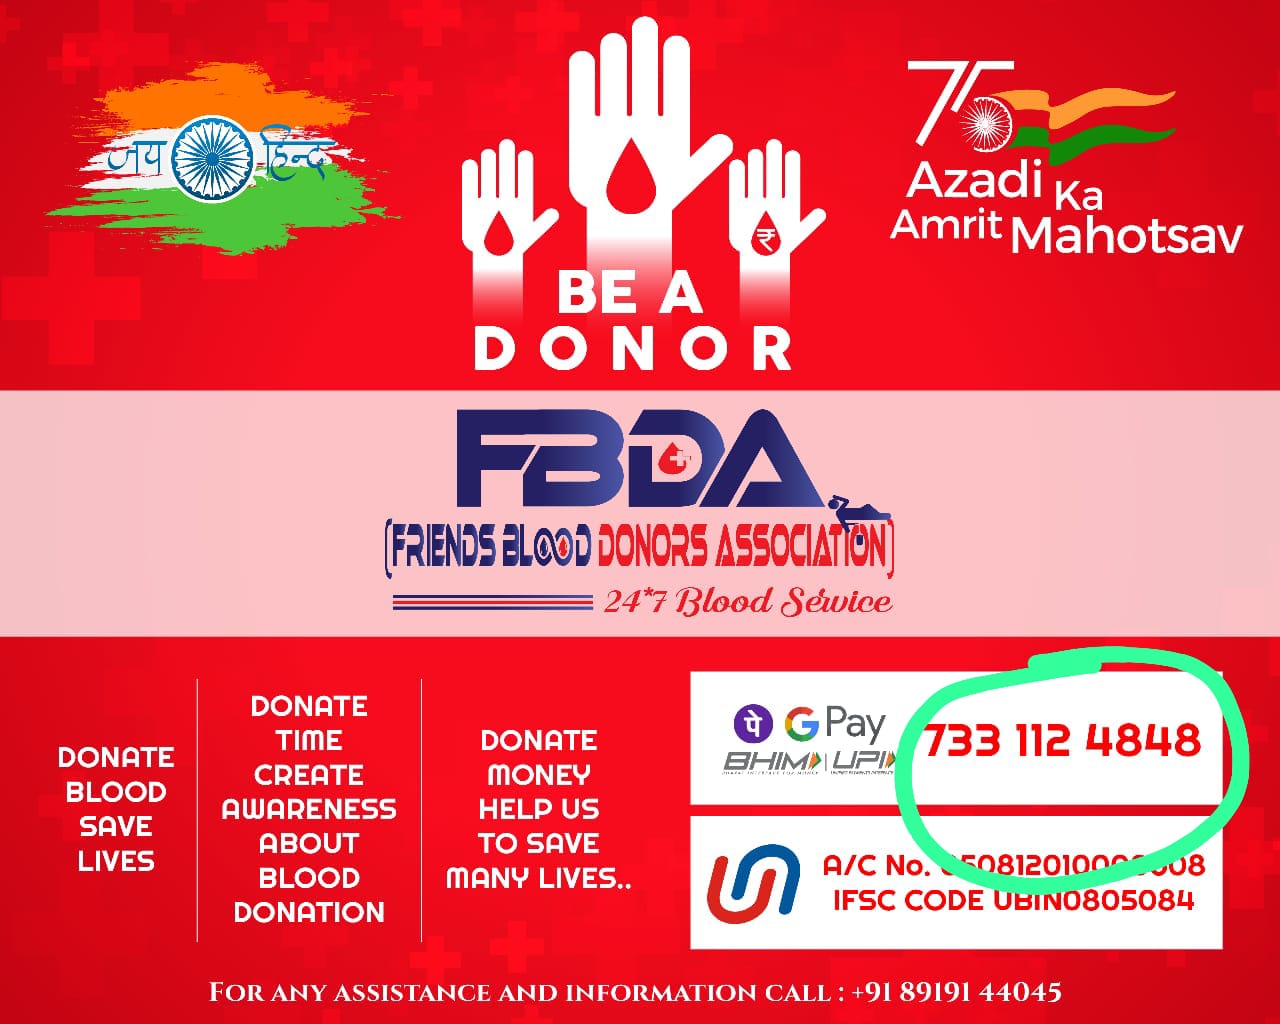 जय हिन्द
BE A
DONOR
75
Azadi Ka
Amrit Mahotsav
FBDA
(FRIENDS BLOOD DONORS ASSOCIATION)
24*7 Blood Service
DONATE
BLOOD
SAVE
LIVES
DONATE
TIME
CREATE
AWARENESS
ABOUT
BLOOD
DONATION
DONATE
MONEY
HELP US
TO SAVE
MANY LIVES..
पे G Pay
BHIM UPI
733 112 4848
A/C No.
IFSC CODE UBIN0805084
FOR ANY ASSISTANCE AND INFORMATION CALL : +91 89191 44045